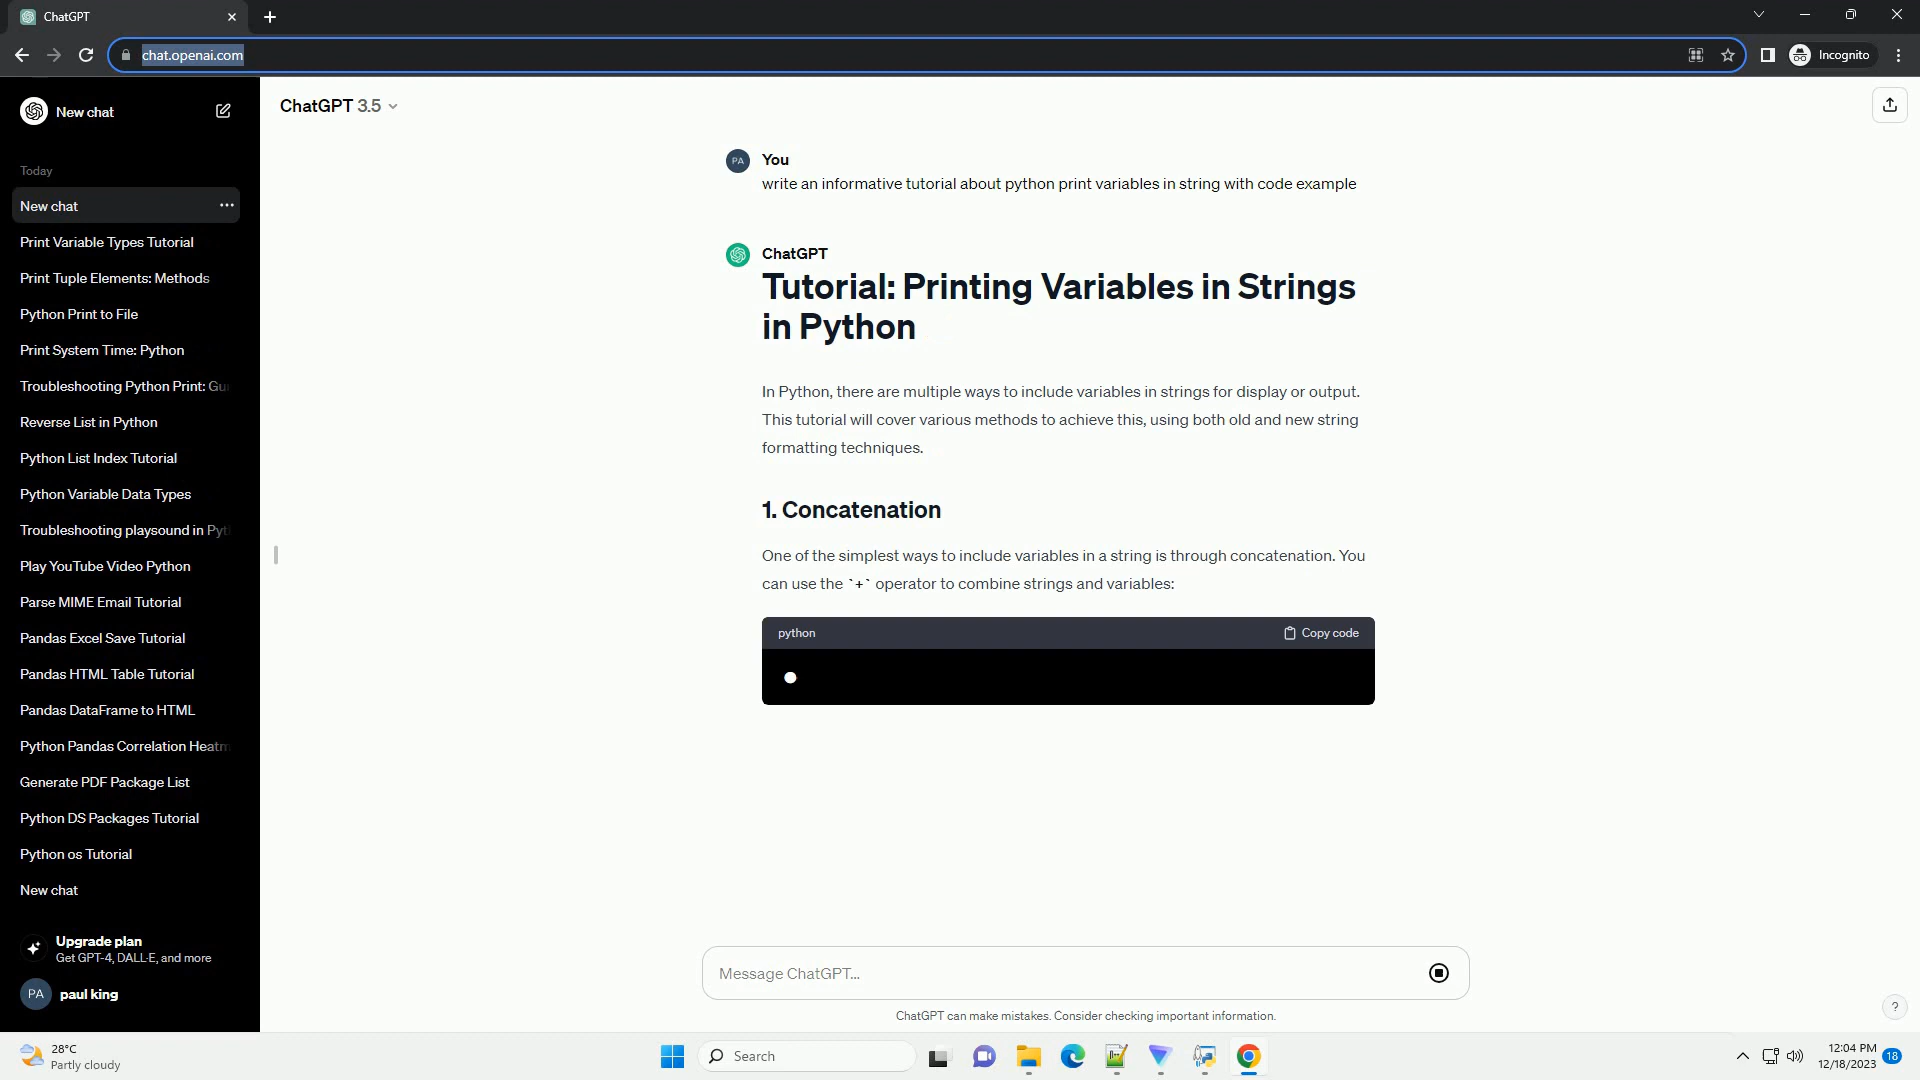 ChatGPT
chat.openai.com
Incognito
New chat
Today
New chat
Print Variable Types Tutorial
Print Tuple Elements: Methods
Python Print to File
Print System Time: Python
Troubleshooting Python Print: Gu
Reverse List in Python
Python List Index Tutorial
Python Variable Data Types
Troubleshooting playsound in Pyt
Play YouTube Video Python
Parse MIME Email Tutorial
Pandas Excel Save Tutorial
Pandas HTML Table Tutorial
Pandas DataFrame to HTML
Python Pandas Correlation Heatm
Generate PDF Package List
Python DS Packages Tutorial
Python os Tutorial
New chat
Upgrade plan
Get GPT-4, DALL·E, and more
PA paul king
ChatGPT 3.5
PA You
write an informative tutorial about python print variables in string with code example
ChatGPT
Tutorial: Printing Variables in Strings
in Python
In Python, there are multiple ways to include variables in strings for display or output.
This tutorial will cover various methods to achieve this, using both old and new string
formatting techniques.
1. Concatenation
One of the simplest ways to include variables in a string is through concatenation. You
can use the `+` operator to combine strings and variables:
python Copy code
Message ChatGPT...
ChatGPT can make mistakes. Consider checking important information.
?
28°C
Partly cloudy
Search
12:04 PM
12/18/2023
18